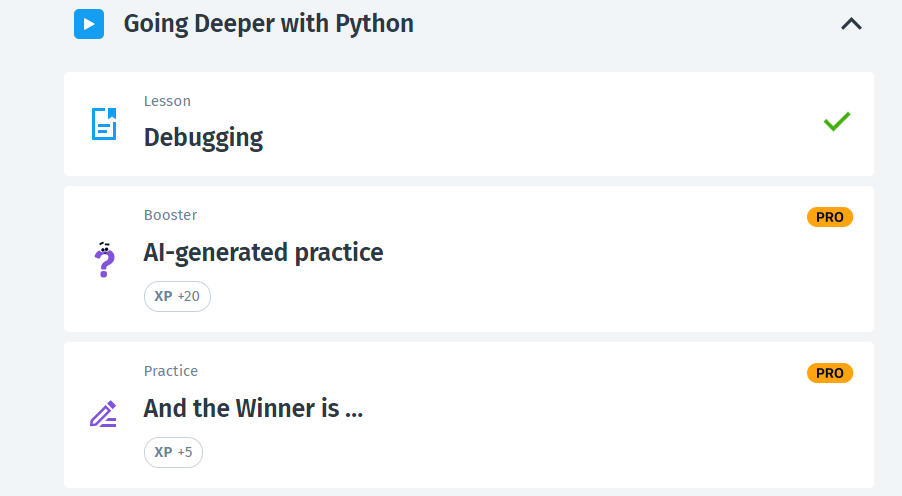 Going Deeper with Python
Lesson
Debugging
Booster
PRO
AI-generated practice
XP +20
Practice
PRO
And the Winner is ...
XP +5